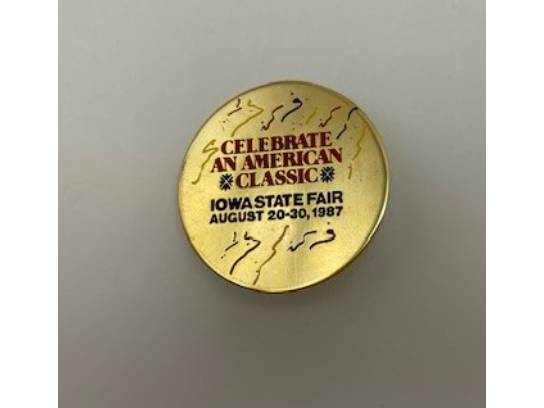 CELEBRATE
AN AMERICAN
CLASSIC
IOWA STATE FAIR
AUGUST 20-30, 1987